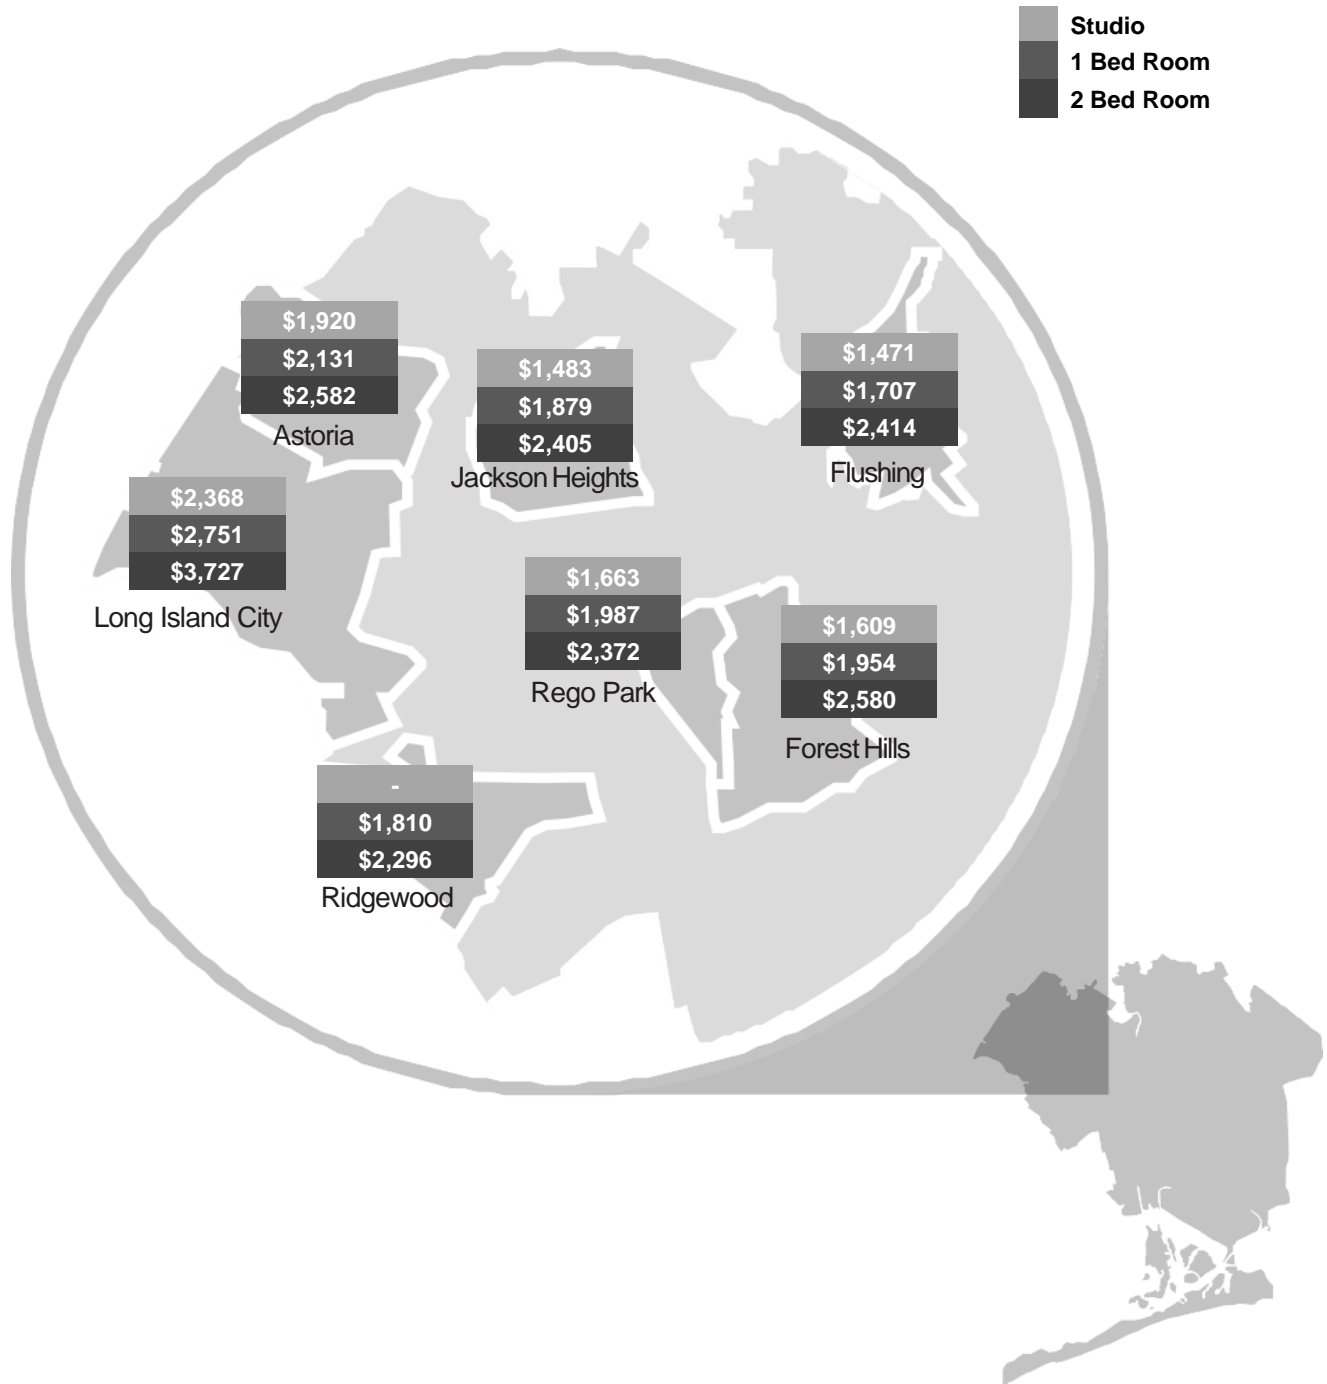 Studio
1 Bed Room
2 Bed Room
$1,920
$2,131
$2,582
Astoria
$1,483
$1,879
$2,405
Jackson Heights
$1,471
$1,707
$2,414
Flushing
$2,368
$2,751
$3,727
Long Island City
$1,663
$1,987
$2,372
Rego Park
$1,609
$1,954
$2,580
Forest Hills
-
$1,810
$2,296
Ridgewood